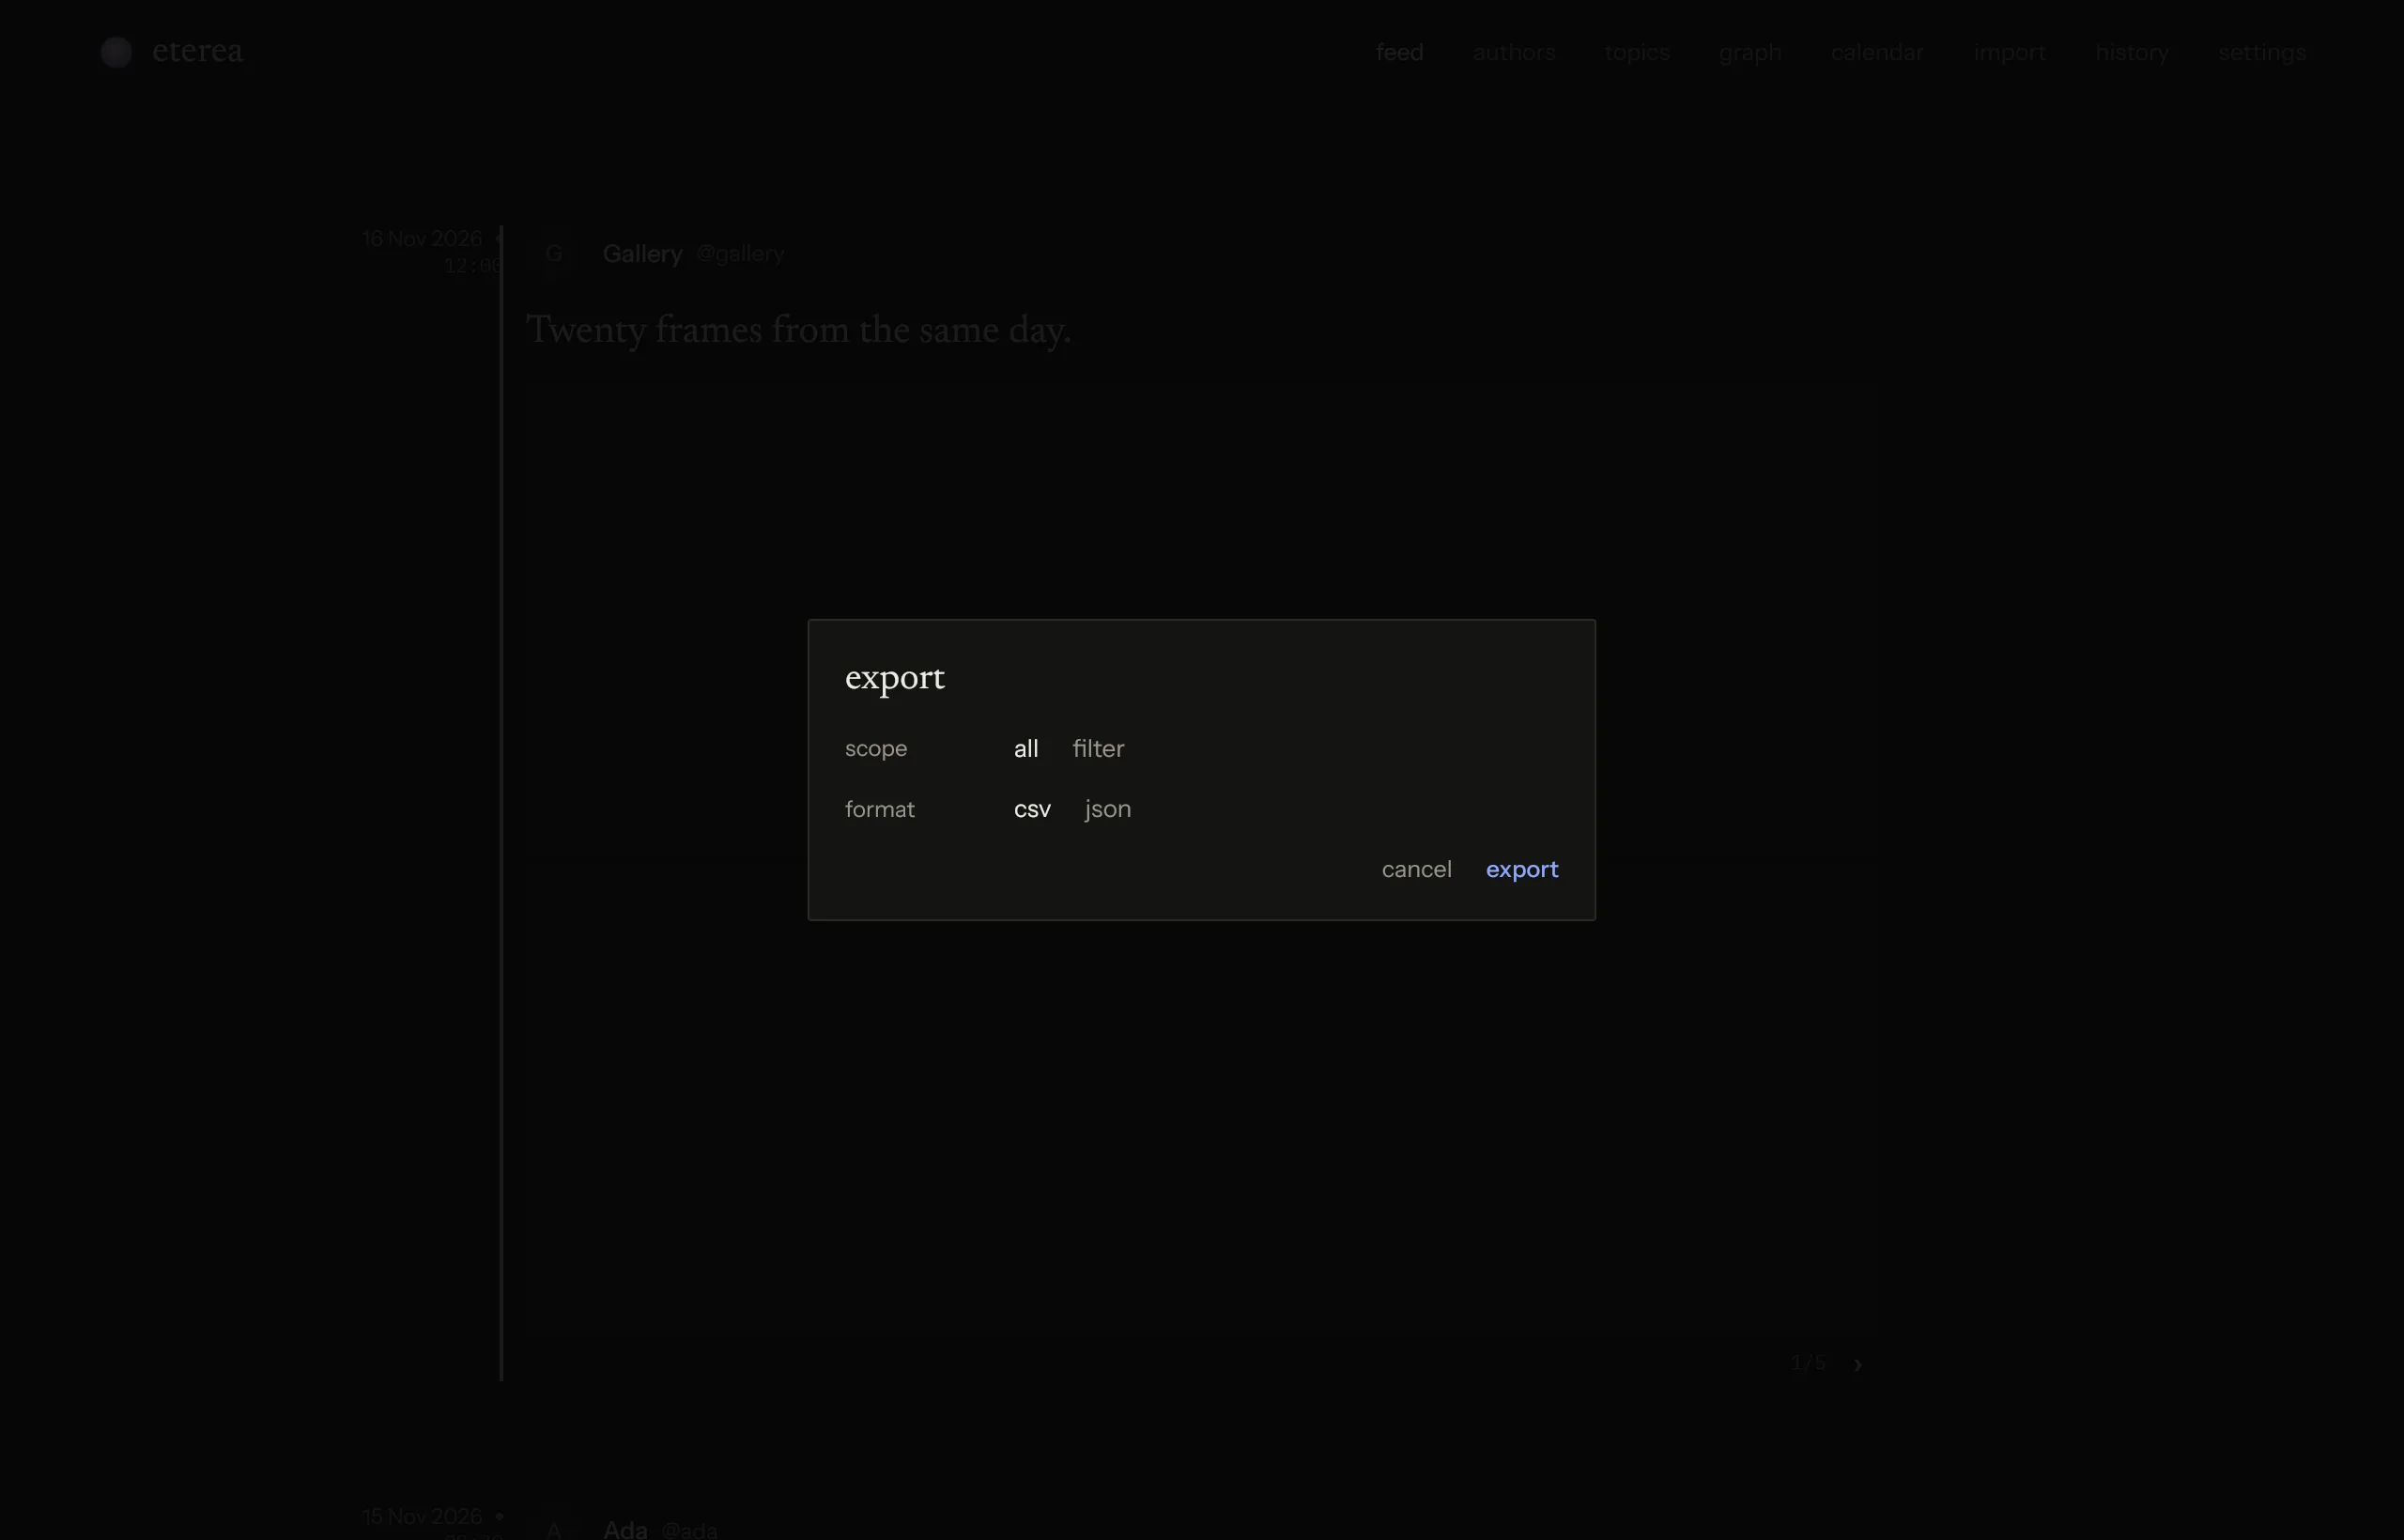 eterea
feed authors topics graph calendar import history settings
16 Nov 2026
12:00
G Gallery @gallery
Twenty frames from the same day.
export
scope all filter
format csv json
cancel export
1/5 ›
15 Nov 2026
A Ada @ada